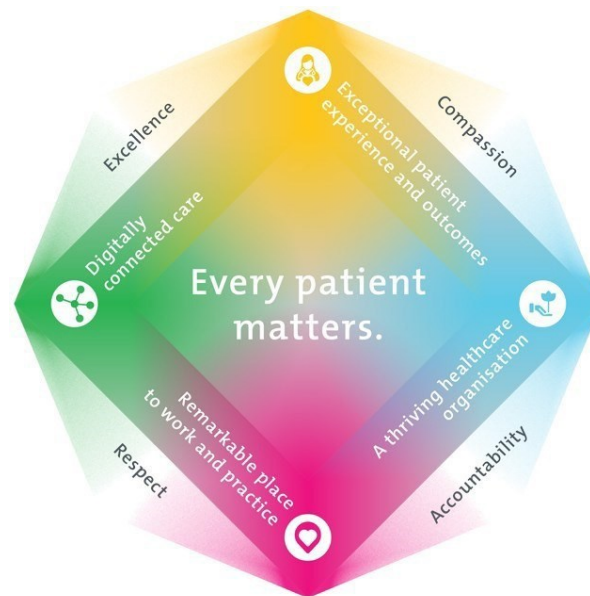 Excellence
Compassion
Exceptional patient
experience and outcomes
Digitally
connected care
Every patient
matters.
A thriving healthcare
organisation
Remarkable place
to work and practice
Respect
Accountability